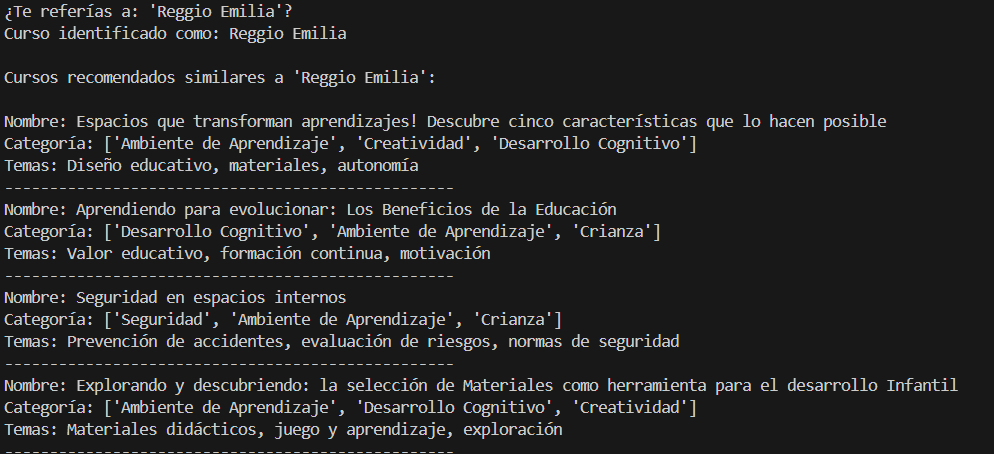 ¿Te referías a: 'Reggio Emilia'?
Curso identificado como: Reggio Emilia
Cursos recomendados similares a 'Reggio Emilia':
Nombre: Espacios que transforman aprendizajes! Descubre cinco características que lo hacen posible
Categoría: ['Ambiente de Aprendizaje', 'Creatividad', 'Desarrollo Cognitivo']
Temas: Diseño educativo, materiales, autonomía
--------------------------------------------------
Nombre: Aprendiendo para evolucionar: Los Beneficios de la Educación
Categoría: ['Desarrollo Cognitivo', 'Ambiente de Aprendizaje', 'Crianza']
Temas: Valor educativo, formación continua, motivación
--------------------------------------------------
Nombre: Seguridad en espacios internos
Categoría: ['Seguridad', 'Ambiente de Aprendizaje', 'Crianza']
Temas: Prevención de accidentes, evaluación de riesgos, normas de seguridad
--------------------------------------------------
Nombre: Explorando y descubriendo: la selección de Materiales como herramienta para el desarrollo Infantil
Categoría: ['Ambiente de Aprendizaje', 'Desarrollo Cognitivo', 'Creatividad']
Temas: Materiales didácticos, juego y aprendizaje, exploración
--------------------------------------------------